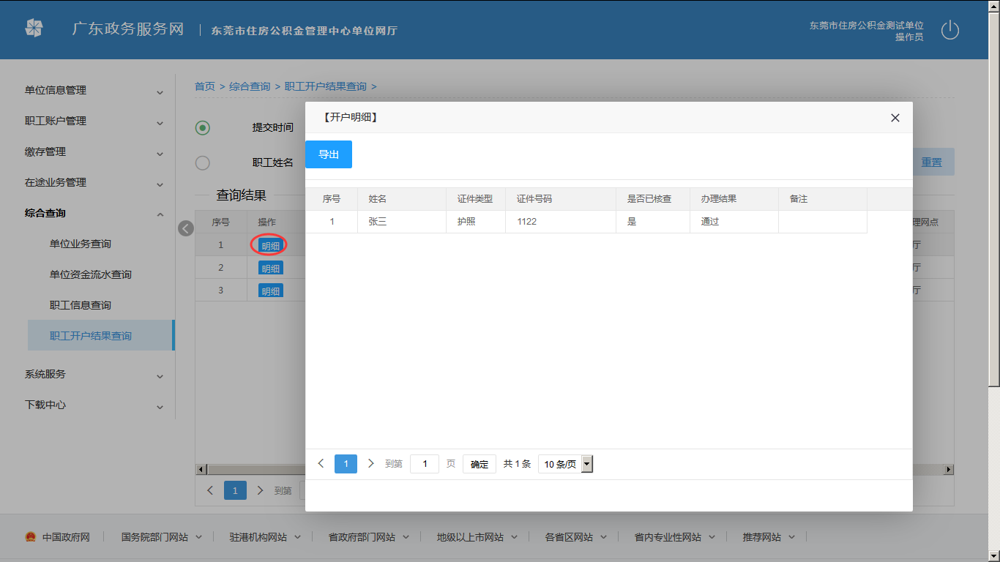 广东政务服务网 | 东莞市住房公积金管理中心单位网厅
东莞市住房公积金测试单位
操作员
单位信息管理
职工账户管理
缴存管理
在途业务管理
综合查询
单位业务查询
单位资金流水查询
职工信息查询
职工开户结果查询
系统服务
下载中心
首页 > 综合查询 > 职工开户结果查询 >
提交时间
职工姓名
重置
查询结果
序号 操作 理网点
1 明细 厅
2 明细 厅
3 明细 厅
1 到第
【开户明细】
导出
序号 姓名 证件类型 证件号码 是否已核查 办理结果 备注
1 张三 护照 1122 是 通过
1 到第 1 页 确定 共 1 条 10 条/页
中国政府网 国务院部门网站 驻港机构网站 省政府部门网站 地级以上市网站 各省区网站 省内专业性网站 推荐网站